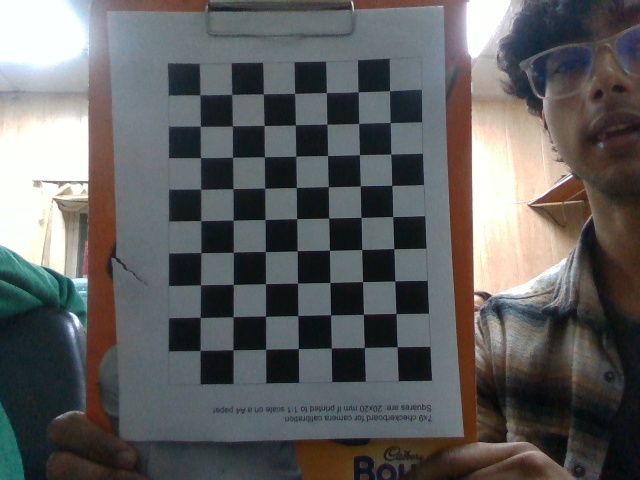 7x9 checkerboard for camera calibration
Squares are: 20x20 mm if printed to 1:1 scale on a A4 paper
Cadbury
Bou